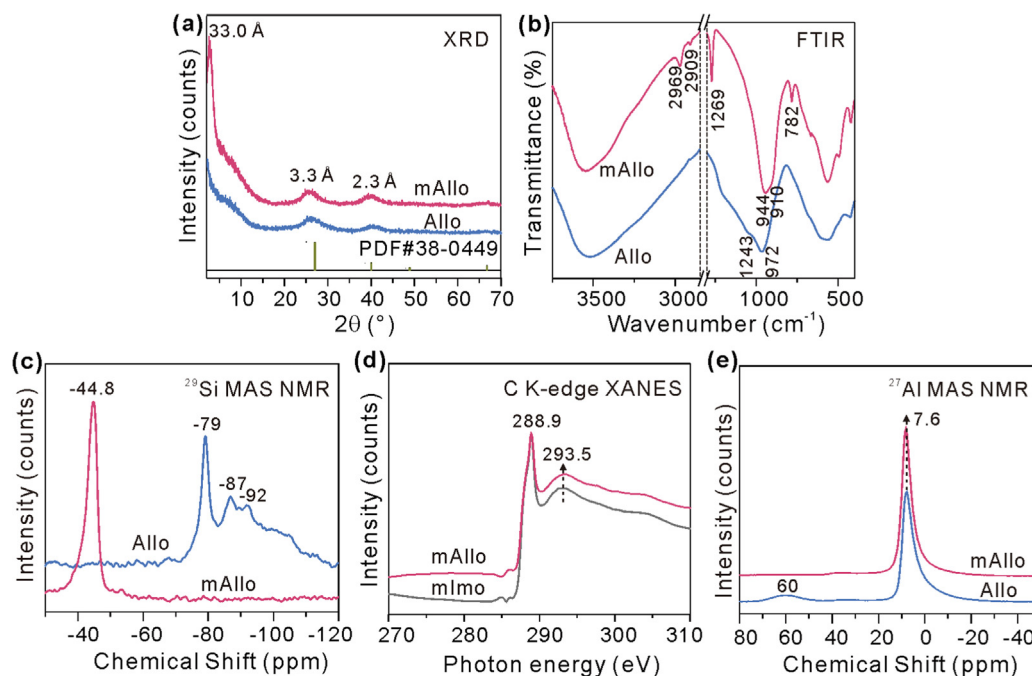 (a)
33.0 Å
XRD
3.3 Å
2.3 Å
mAllo
Allo
PDF#38-0449
Intensity (counts)
10 20 30 40 50 60 70
2θ (°)
(b)
FTIR
2969
2909
1269
782
mAllo
944
910
Allo
1243
972
Transmittance (%)
3500 3000 1000 500
Wavenumber (cm-1)
(c)
29Si MAS NMR
-44.8
-79
-87
-92
Allo
mAllo
Intensity (counts)
-40 -60 -80 -100 -120
Chemical Shift (ppm)
(d)
C K-edge XANES
288.9
293.5
mAllo
mImo
Intensity (counts)
270 280 290 300 310
Photon energy (eV)
(e)
27Al MAS NMR
7.6
mAllo
60
Allo
Intensity (counts)
80 60 40 20 0 -20 -40
Chemical Shift (ppm)